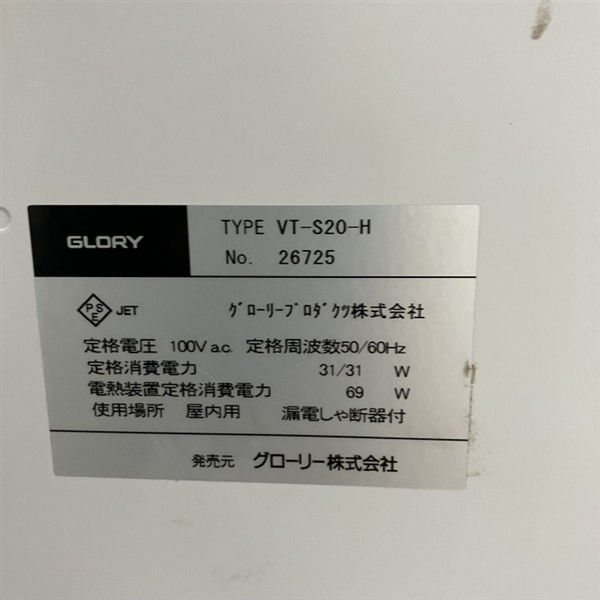 GLORY
TYPE VT-S20-H
No. 26725
PSE JET
グローリープロダクツ株式会社
定格電圧 100V a.c. 定格周波数50/60Hz
定格消費電力 31/31 W
電熱装置定格消費電力 69 W
使用場所 屋内用 漏電しゃ断器付
発売元 グローリー株式会社